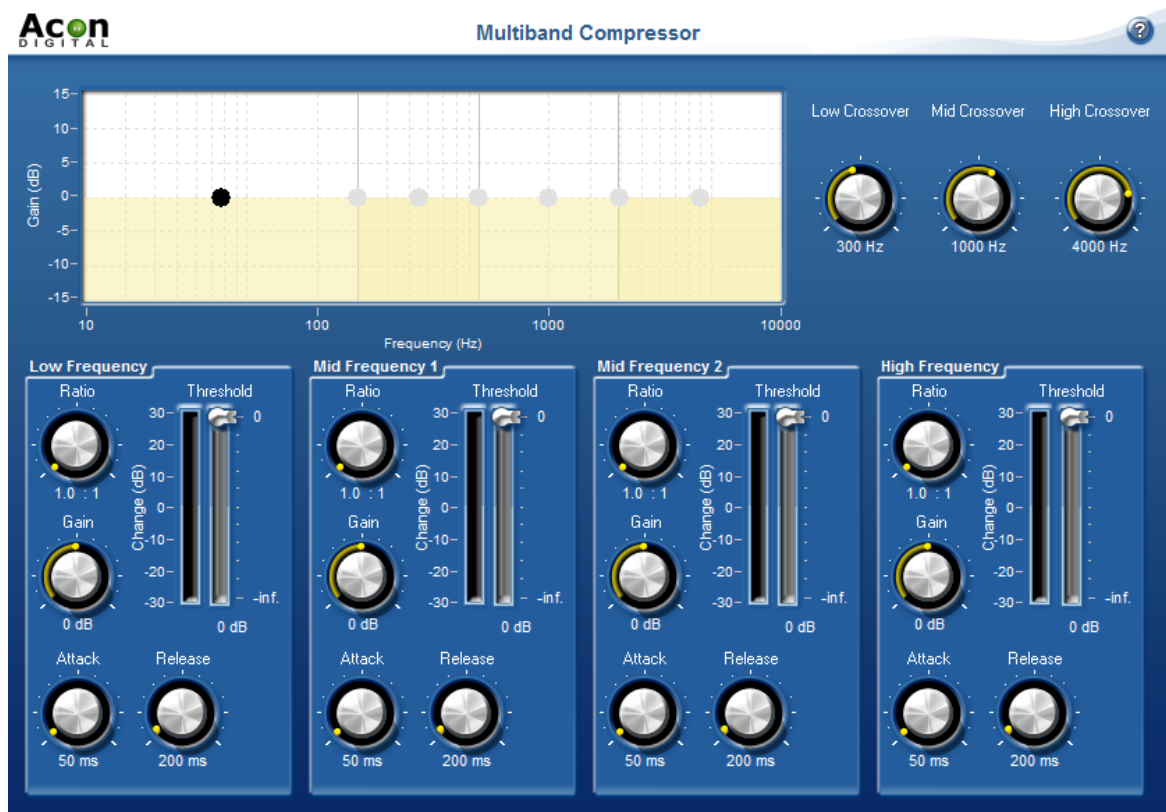 Acon
DIGITAL
Multiband Compressor
?
15
10
5
0
-5
-10
-15
Gain (dB)
10 100 1000 10000
Frequency (Hz)
Low Crossover Mid Crossover High Crossover
300 Hz 1000 Hz 4000 Hz
Low Frequency
Ratio Threshold
1.0 : 1
Gain
0 dB
Change (dB)
30
20
10
0
-10
-20
-30
0
-inf.
0 dB
Attack Release
50 ms 200 ms
Mid Frequency 1
Ratio Threshold
1.0 : 1
Gain
0 dB
Change (dB)
30
20
10
0
-10
-20
-30
0
-inf.
0 dB
Attack Release
50 ms 200 ms
Mid Frequency 2
Ratio Threshold
1.0 : 1
Gain
0 dB
Change (dB)
30
20
10
0
-10
-20
-30
0
-inf.
0 dB
Attack Release
50 ms 200 ms
High Frequency
Ratio Threshold
1.0 : 1
Gain
0 dB
Change (dB)
30
20
10
0
-10
-20
-30
0
-inf.
0 dB
Attack Release
50 ms 200 ms